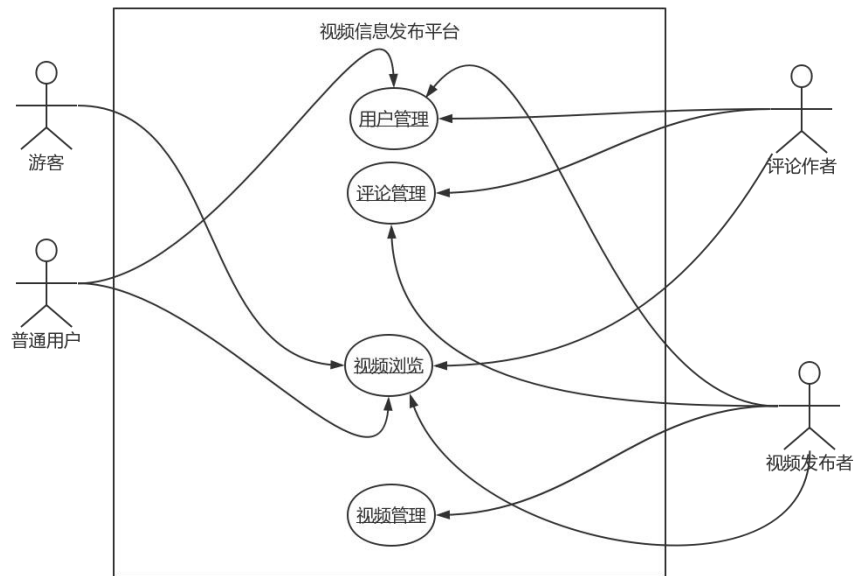 视频信息发布平台
用户管理
游客
评论作者
评论管理
普通用户
视频浏览
视频发布者
视频管理